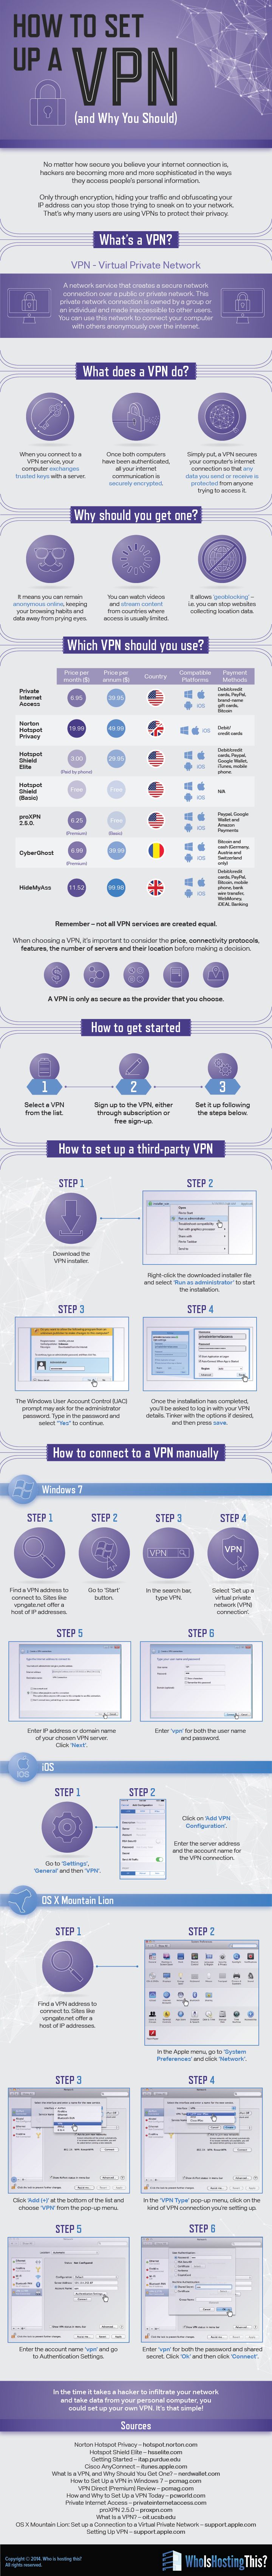 HOW TO SET
UP A VPN
(and Why You Should)
No matter how secure you believe your internet connection is,
hackers are becoming more and more sophisticated in the ways
they access people's personal information.
Only through encryption, hiding your traffic and obfuscating your
IP address can you stop those trying to sneak on to your network.
That's why many users are using VPNs to protect their privacy.
What's a VPN?
VPN - Virtual Private Network
A network service that creates a secure network
connection over a public or private network. This
private network connection is owned by a group or
an individual and made inaccessible to other users.
You can use this network to connect your computer
with others anonymously over the internet.
What does a VPN do?
When you connect to a
VPN service, your
computer exchanges
trusted keys with a server.
Once both computers
have been authenticated,
all your internet
communication is
securely encrypted.
Simply put, a VPN secures
your computer's internet
connection so that any
data you send or receive is
protected from anyone
trying to access it.
Why should you get one?
It means you can remain
anonymous online, keeping
your browsing habits and
data away from prying eyes.
You can watch videos
and stream content
from countries where
access is usually limited.
It allows 'geoblocking' –
i.e, you can stop websites
collecting location data.
Which VPN should you use?
Price per month ($) Price per annum ($) Country Compatible Platforms Payment Methods
Private Internet Access 6.95 39.95 iOS Debit/credit cards, PayPal, brand-name gift cards, Bitcoin
Norton Hotspot Privacy 19.99 49.99 iOS Debit/ credit cards
Hotspot Shield Elite 3.00 (Paid by phone) 29.95 iOS Debit/credit cards, Paypal, Google Wallet, iTunes, mobile phone.
Hotspot Shield (Basic) Free Free iOS N/A
proXPN 2.5.0. 6.25 (Premium) Free (Basic) iOS Paypal, Google Wallet and Amazon Payments
CyberGhost 6.99 (Premium) 39.99 iOS Bitcoin and cash (Germany, Austria and Switzerland only)
HideMyAss 11.52 99.98 iOS Debit/credit cards, PayPal, Bitcoin, mobile phone, bank wire transfer, WebMoney, iDEAL Banking
Remember – not all VPN services are created equal.
When choosing a VPN, it's important to consider the price, connectivity protocols,
features, the number of servers and their location before making a decision.
A VPN is only as secure as the provider that you choose.
How to get started
1
2
3
Select a VPN
from the list.
Sign up to the VPN, either
through subscription or
free sign-up.
Set it up following
the steps below.
How to set up a third-party VPN
STEP 1
Download the
VPN installer.
STEP 2
Right-click the downloaded installer file
and select 'Run as administrator' to start
the installation.
STEP 3
The Windows User Account Control (UAC)
prompt may ask for the administrator
password. Type in the password and
select "Yes" to continue.
STEP 4
Once the installation has completed,
you'll be asked to log in with your VPN
details. Tinker with the options if desired,
and then press save.
How to connect to a VPN manually
Windows 7
STEP 1
Find a VPN address to
connect to. Sites like
vpngate.net offer a
host of IP addresses.
STEP 2
Go to 'Start'
button.
STEP 3
VPN
In the search bar,
type VPN.
STEP 4
VPN
Select 'Set up a
virtual private
network (VPN)
connection'.
STEP 5
Enter IP address or domain name
of your chosen VPN server.
Click 'Next'.
STEP 6
Enter 'vpn' for both the user name
and password.
iOS
iOS
STEP 1
Go to 'Settings',
'General' and then 'VPN'.
STEP 2
Click on 'Add VPN
Configuration'.
Enter the server address
and the account name for
the VPN connection.
OS X Mountain Lion
STEP 1
Find a VPN address to
connect to. Sites like
vpngate.net offer a
host of IP addresses.
STEP 2
In the Apple menu, go to 'System
Preferences' and click 'Network'.
STEP 3
Click 'Add (+)' at the bottom of the list and
choose 'VPN' from the pop-up menu.
STEP 4
In the 'VPN Type' pop-up menu, click on the
kind of VPN connection you're setting up.
STEP 5
Enter the account name 'vpn' and go
to Authentication Settings.
STEP 6
Enter 'vpn' for both the password and shared
secret. Click 'Ok' and then click 'Connect'.
In the time it takes a hacker to infiltrate your network
and take data from your personal computer, you
could set up your own VPN. It's that simple!
Sources
Norton Hotspot Privacy – hotspot.norton.com
Hotspot Shield Elite – hsselite.com
Getting Started – itap.purdue.edu
Cisco AnyConnect – itunes.apple.com
What Is a VPN, and Why Should You Get One? – nerdwallet.com
How to Set Up a VPN in Windows 7 – pcmag.com
VPN Direct (Premium) Review – pcmag.com
How and Why to Set Up a VPN Today – pcworld.com
Private Internet Access – privateinternetaccess.com
proXPN 2.5.0 – proxpn.com
What Is a VPN? – oit.ucsb.edu
OS X Mountain Lion: Set up a Connection to a Virtual Private Network – support.apple.com
Setting Up VPN – support.apple.com
Copyright © 2014. Who is hosting this?
All rights reserved.
WhoIsHostingThis?